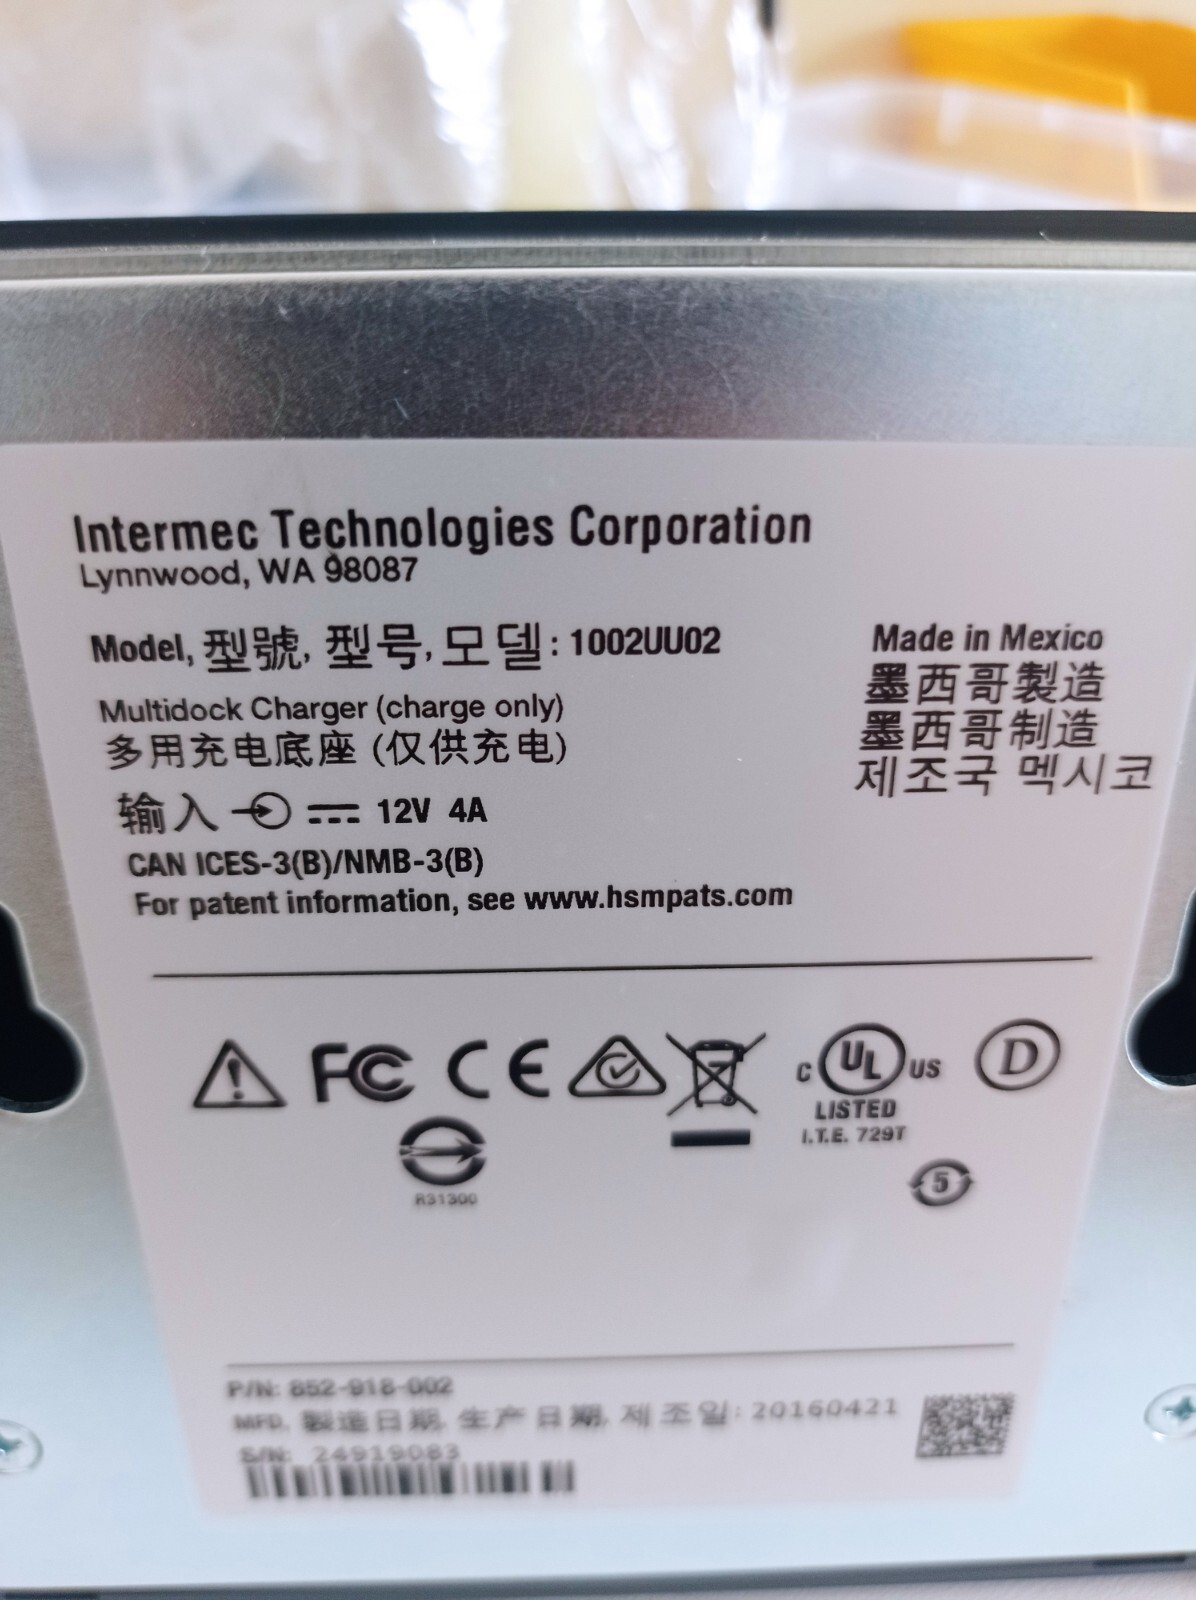 Intermec Technologies Corporation
Lynnwood, WA 98087
Model, 型號, 型号, 모델: 1002UU02
Multidock Charger (charge only)
多用充电底座 (仅供充电)
输入 12V 4A
CAN ICES-3(B)/NMB-3(B)
For patent information, see www.hsmpats.com
Made in Mexico
墨西哥製造
墨西哥制造
제조국 멕시코
FC CE
C UL US
LISTED
I.T.E. 729T
D
R31300
5
P/N: 852-918-002
MFD. 製造日期. 生产日期. 제조일: 20160421
S/N: 24919083